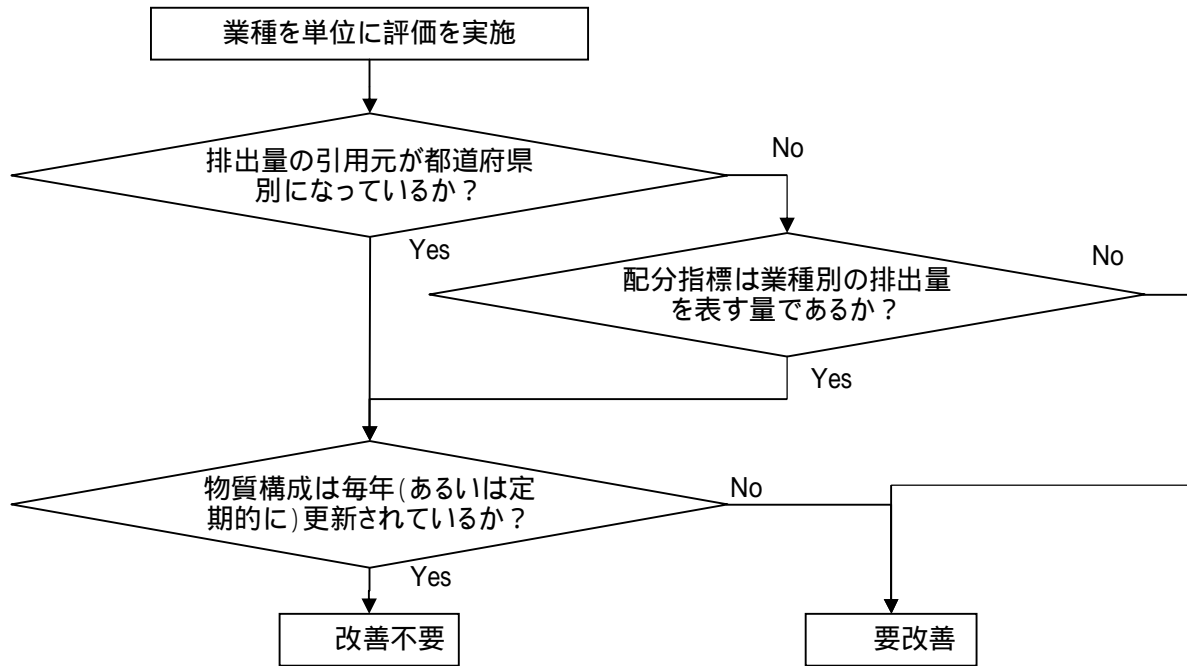 業種を単位に評価を実施
排出量の引用元が都道府県
別になっているか？
No
Yes
配分指標は業種別の排出量
を表す量であるか？
No
Yes
物質構成は毎年(あるいは定
期的に)更新されているか？
No
Yes
改善不要
要改善